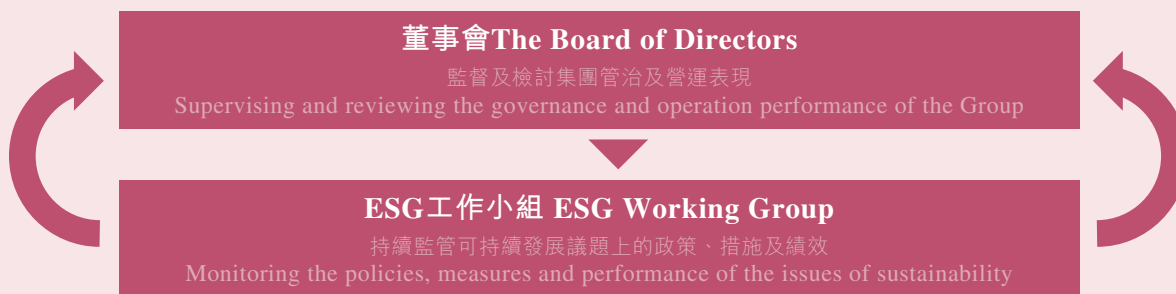 董事會The Board of Directors
監督及檢討集團管治及營運表現
Supervising and reviewing the governance and operation performance of the Group
ESG工作小組 ESG Working Group
持續監管可持續發展議題上的政策、措施及績效
Monitoring the policies, measures and performance of the issues of sustainability